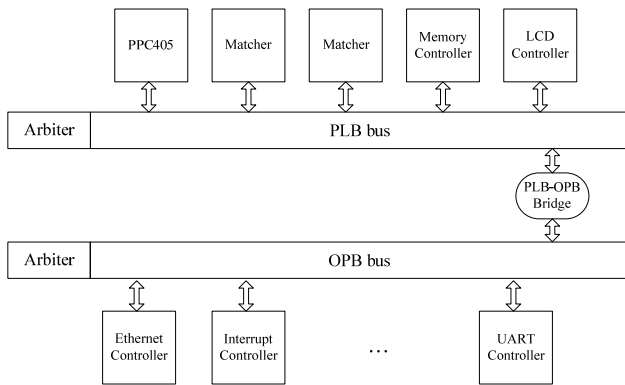 PPC405
Matcher
Matcher
Memory
Controller
LCD
Controller
Arbiter
PLB bus
PLB-OPB
Bridge
Arbiter
OPB bus
Ethernet
Controller
Interrupt
Controller
...
UART
Controller